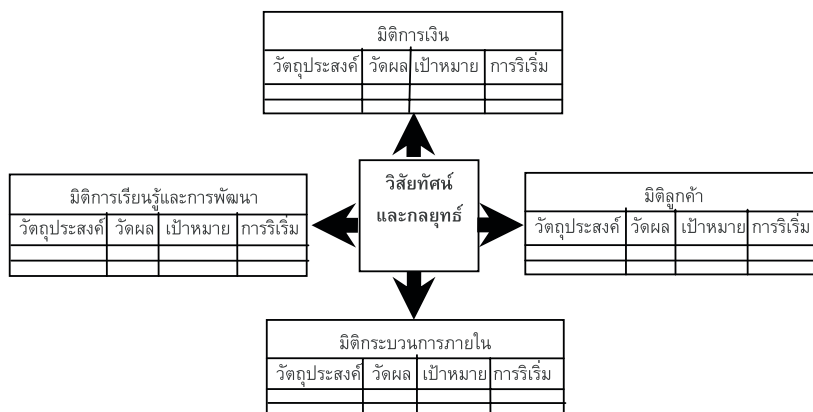 มิติการเงิน
วัตถุประสงค์ วัดผล เป้าหมาย การริเริ่ม
วิสัยทัศน์
และกลยุทธ์
มิติการเรียนรู้และการพัฒนา
วัตถุประสงค์ วัดผล เป้าหมาย การริเริ่ม
มิติลูกค้า
วัตถุประสงค์ วัดผล เป้าหมาย การริเริ่ม
มิติกระบวนการภายใน
วัตถุประสงค์ วัดผล เป้าหมาย การริเริ่ม